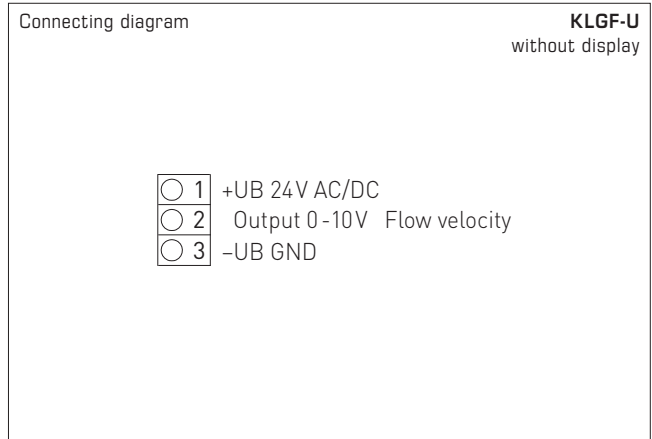 Connecting diagram
KLGF-U
without display
1 +UB 24V AC/DC
2 Output 0-10V Flow velocity
3 –UB GND